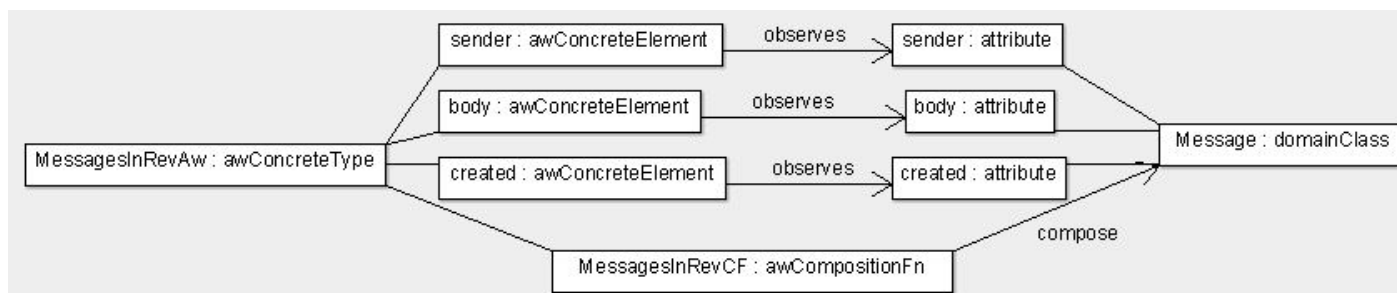 sender : awConcreteElement observes sender : attribute
body : awConcreteElement observes body : attribute
Message : domainClass
MessagesInRevAw : awConcreteType
created : awConcreteElement observes created : attribute
compose
MessagesInRevCF : awCompositionFn